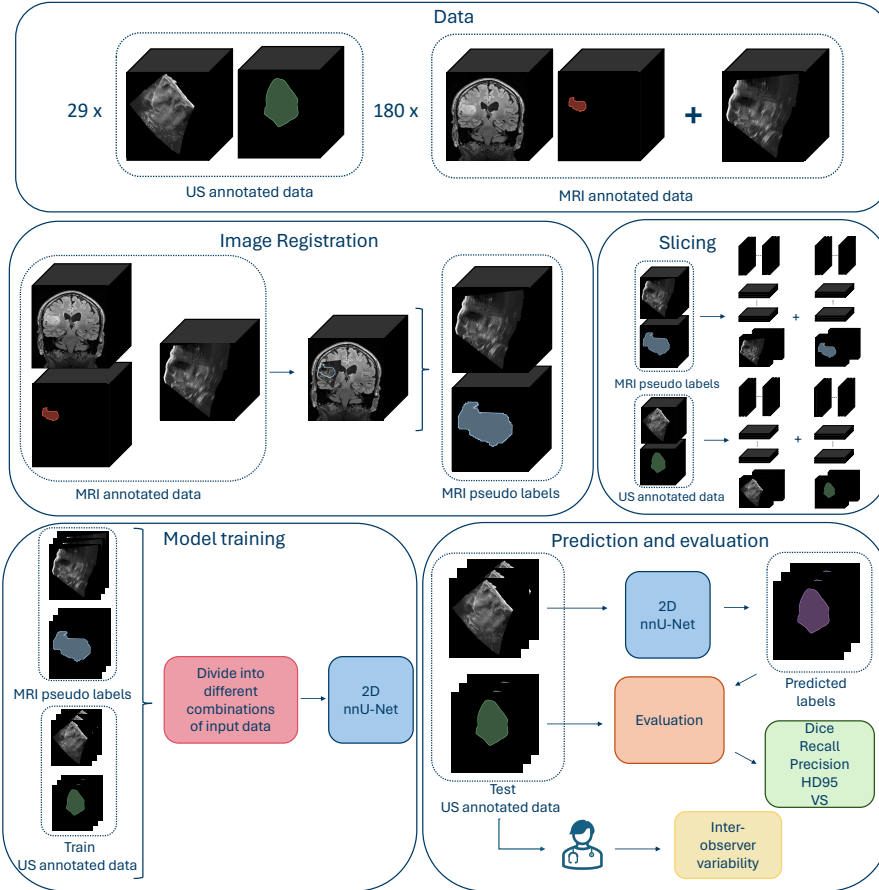 Data
29 x
180 x
+
US annotated data
MRI annotated data
Image Registration
MRI annotated data
MRI pseudo labels
Slicing
+
MRI pseudo labels
+
US annotated data
Model training
MRI pseudo labels
Train
US annotated data
Divide into
different
combinations
of input data
2D
nnU-Net
Prediction and evaluation
2D
nnU-Net
Predicted
labels
Evaluation
Test
US annotated data
Dice
Recall
Precision
HD95
VS
Inter-
observer
variability